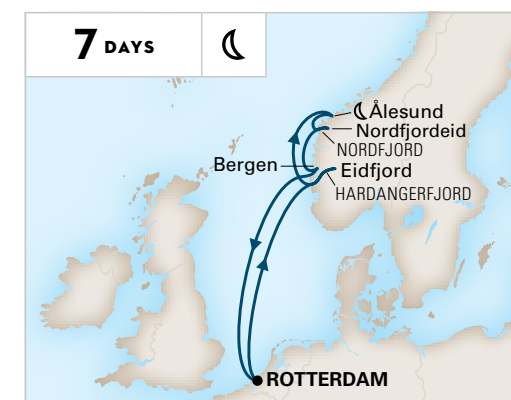 7 DAYS
Ålesund
Nordfjordeid
NORDFJORD
Bergen
Eidfjord
HARDANGERFJORD
ROTTERDAM